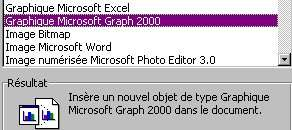 Graphique Microsoft Excel
Graphique Microsoft Graph 2000
Image Bitmap
Image Microsoft Word
Image numérisée Microsoft Photo Editor 3.0
Résultat
Insère un nouvel objet de type Graphique
Microsoft Graph 2000 dans le document.